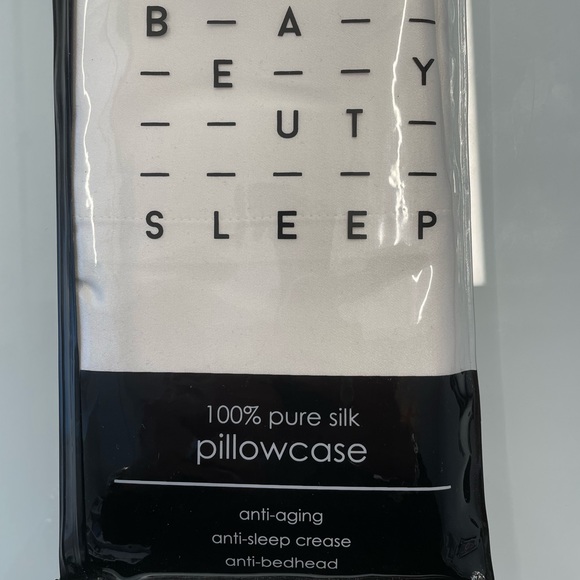 B — A — —
— E — — Y
— — U T —
— — — — —
S L E E P
100% pure silk
pillowcase
anti-aging
anti-sleep crease
anti-bedhead